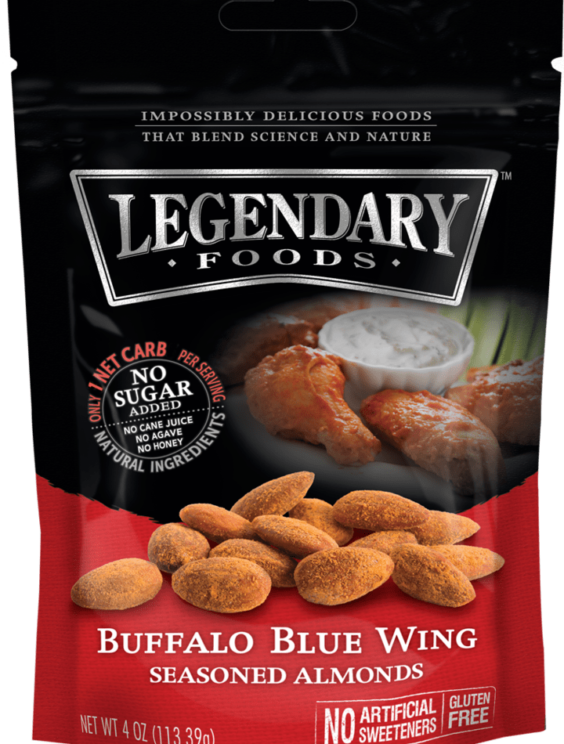 IMPOSSIBLY DELICIOUS FOODS
THAT BLEND SCIENCE AND NATURE
LEGENDARY™
FOODS
ONLY 1 NET CARB PER SERVING
NO
SUGAR
ADDED
NO CANE JUICE
NO AGAVE
NO HONEY
NATURAL INGREDIENTS
BUFFALO BLUE WING
SEASONED ALMONDS
NET WT 4 OZ (113.39g)
NO ARTIFICIAL
SWEETENERS
GLUTEN
FREE